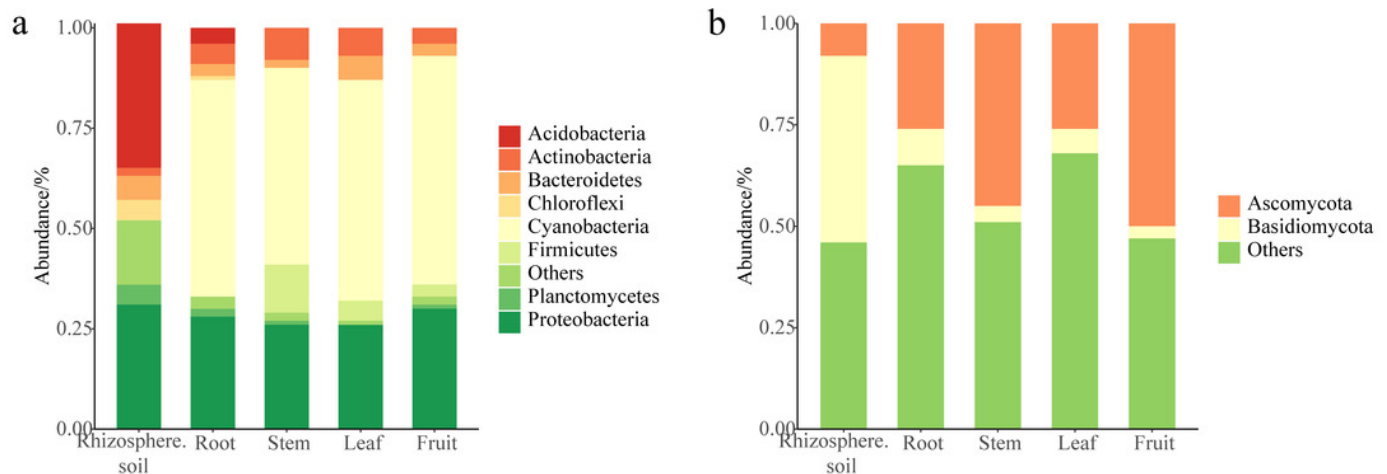 a
Abundance/%
1.00
0.75
0.50
0.25
0.00
Rhizosphere.
soil
Root
Stem
Leaf
Fruit
Acidobacteria
Actinobacteria
Bacteroidetes
Chloroflexi
Cyanobacteria
Firmicutes
Others
Planctomycetes
Proteobacteria
b
Abundance/%
1.00
0.75
0.50
0.25
0.00
Rhizosphere.
soil
Root
Stem
Leaf
Fruit
Ascomycota
Basidiomycota
Others